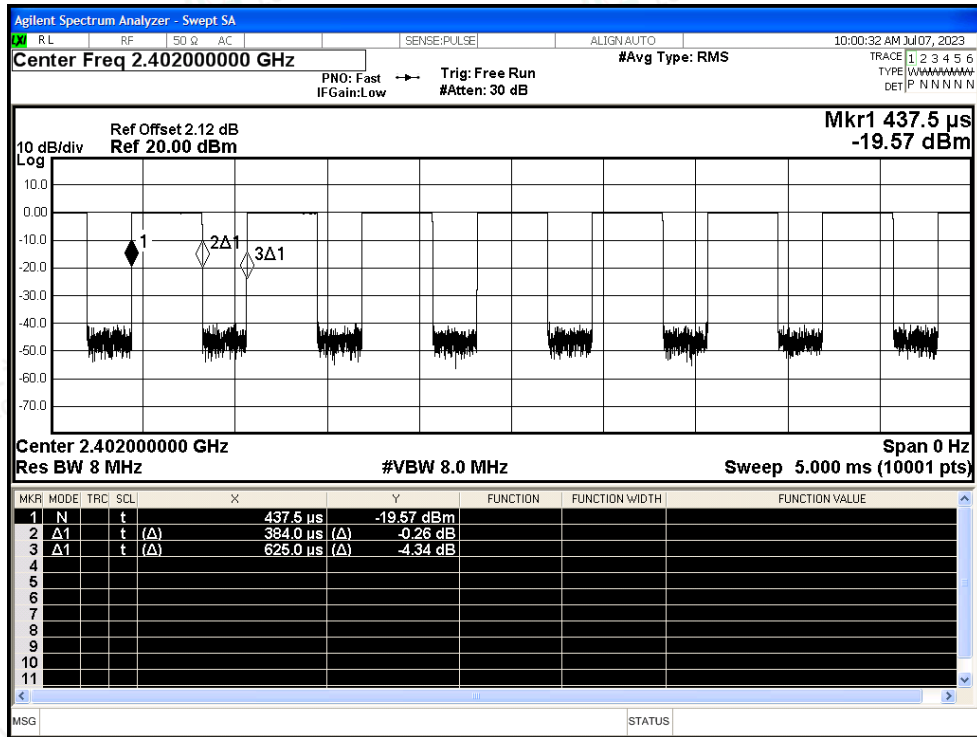 Agilent Spectrum Analyzer - Swept SA
LXI RL RF 50 Ω AC SENSE:PULSE ALIGN AUTO 10:00:32 AM Jul 07, 2023
Center Freq 2.402000000 GHz
PNO: Fast
IFGain:Low
Trig: Free Run
#Atten: 30 dB
#Avg Type: RMS
TRACE 1 2 3 4 5 6
TYPE
DET P N N N N N
Mkr1 437.5 µs
-19.57 dBm
Ref Offset 2.12 dB
10 dB/div Ref 20.00 dBm
Log
10.0
0.00
-10.0
-20.0
-30.0
-40.0
-50.0
-60.0
-70.0
1
2Δ1
3Δ1
Center 2.402000000 GHz Span 0 Hz
Res BW 8 MHz #VBW 8.0 MHz Sweep 5.000 ms (10001 pts)
MKR MODE TRC SCL X Y FUNCTION FUNCTION WIDTH FUNCTION VALUE
1 N t 437.5 µs -19.57 dBm
2 Δ1 t (Δ) 384.0 µs (Δ) -0.26 dB
3 Δ1 t (Δ) 625.0 µs (Δ) -4.34 dB
4
5
6
7
8
9
10
11
MSG STATUS